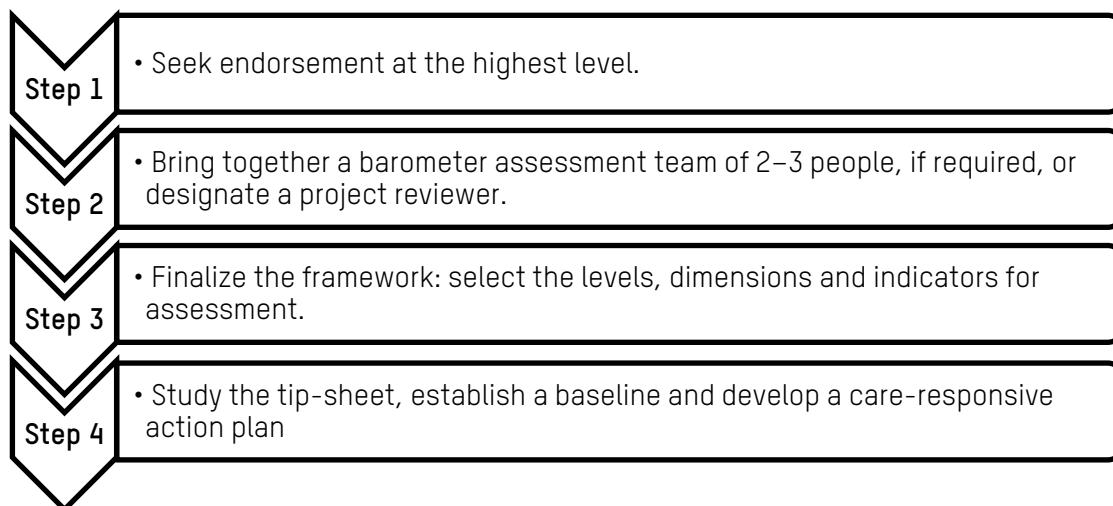 Step 1
• Seek endorsement at the highest level.
Step 2
• Bring together a barometer assessment team of 2–3 people, if required, or
designate a project reviewer.
Step 3
• Finalize the framework: select the levels, dimensions and indicators for
assessment.
Step 4
• Study the tip-sheet, establish a baseline and develop a care-responsive
action plan